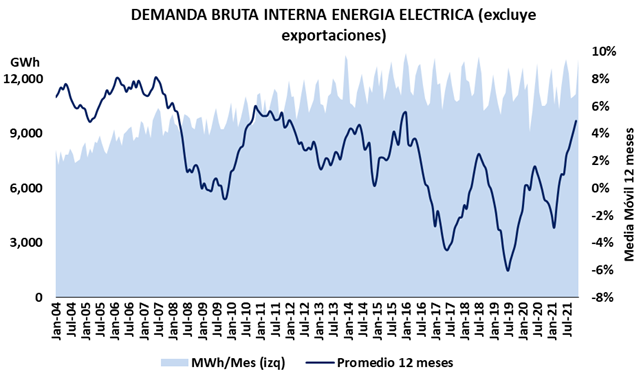 DEMANDA BRUTA INTERNA ENERGIA ELECTRICA (excluye
exportaciones)
GWh
12,000
9,000
6,000
3,000
0
10%
8%
6%
4%
2%
0%
-2%
-4%
-6%
-8%
Media Móvil 12 meses
Jan-04
Jul-04
Jan-05
Jul-05
Jan-06
Jul-06
Jan-07
Jul-07
Jan-08
Jul-08
Jan-09
Jul-09
Jan-10
Jul-10
Jan-11
Jul-11
Jan-12
Jul-12
Jan-13
Jul-13
Jan-14
Jul-14
Jan-15
Jul-15
Jan-16
Jul-16
Jan-17
Jul-17
Jan-18
Jul-18
Jan-19
Jul-19
Jan-20
Jul-20
Jan-21
Jul-21
MWh/Mes (izq)
Promedio 12 meses